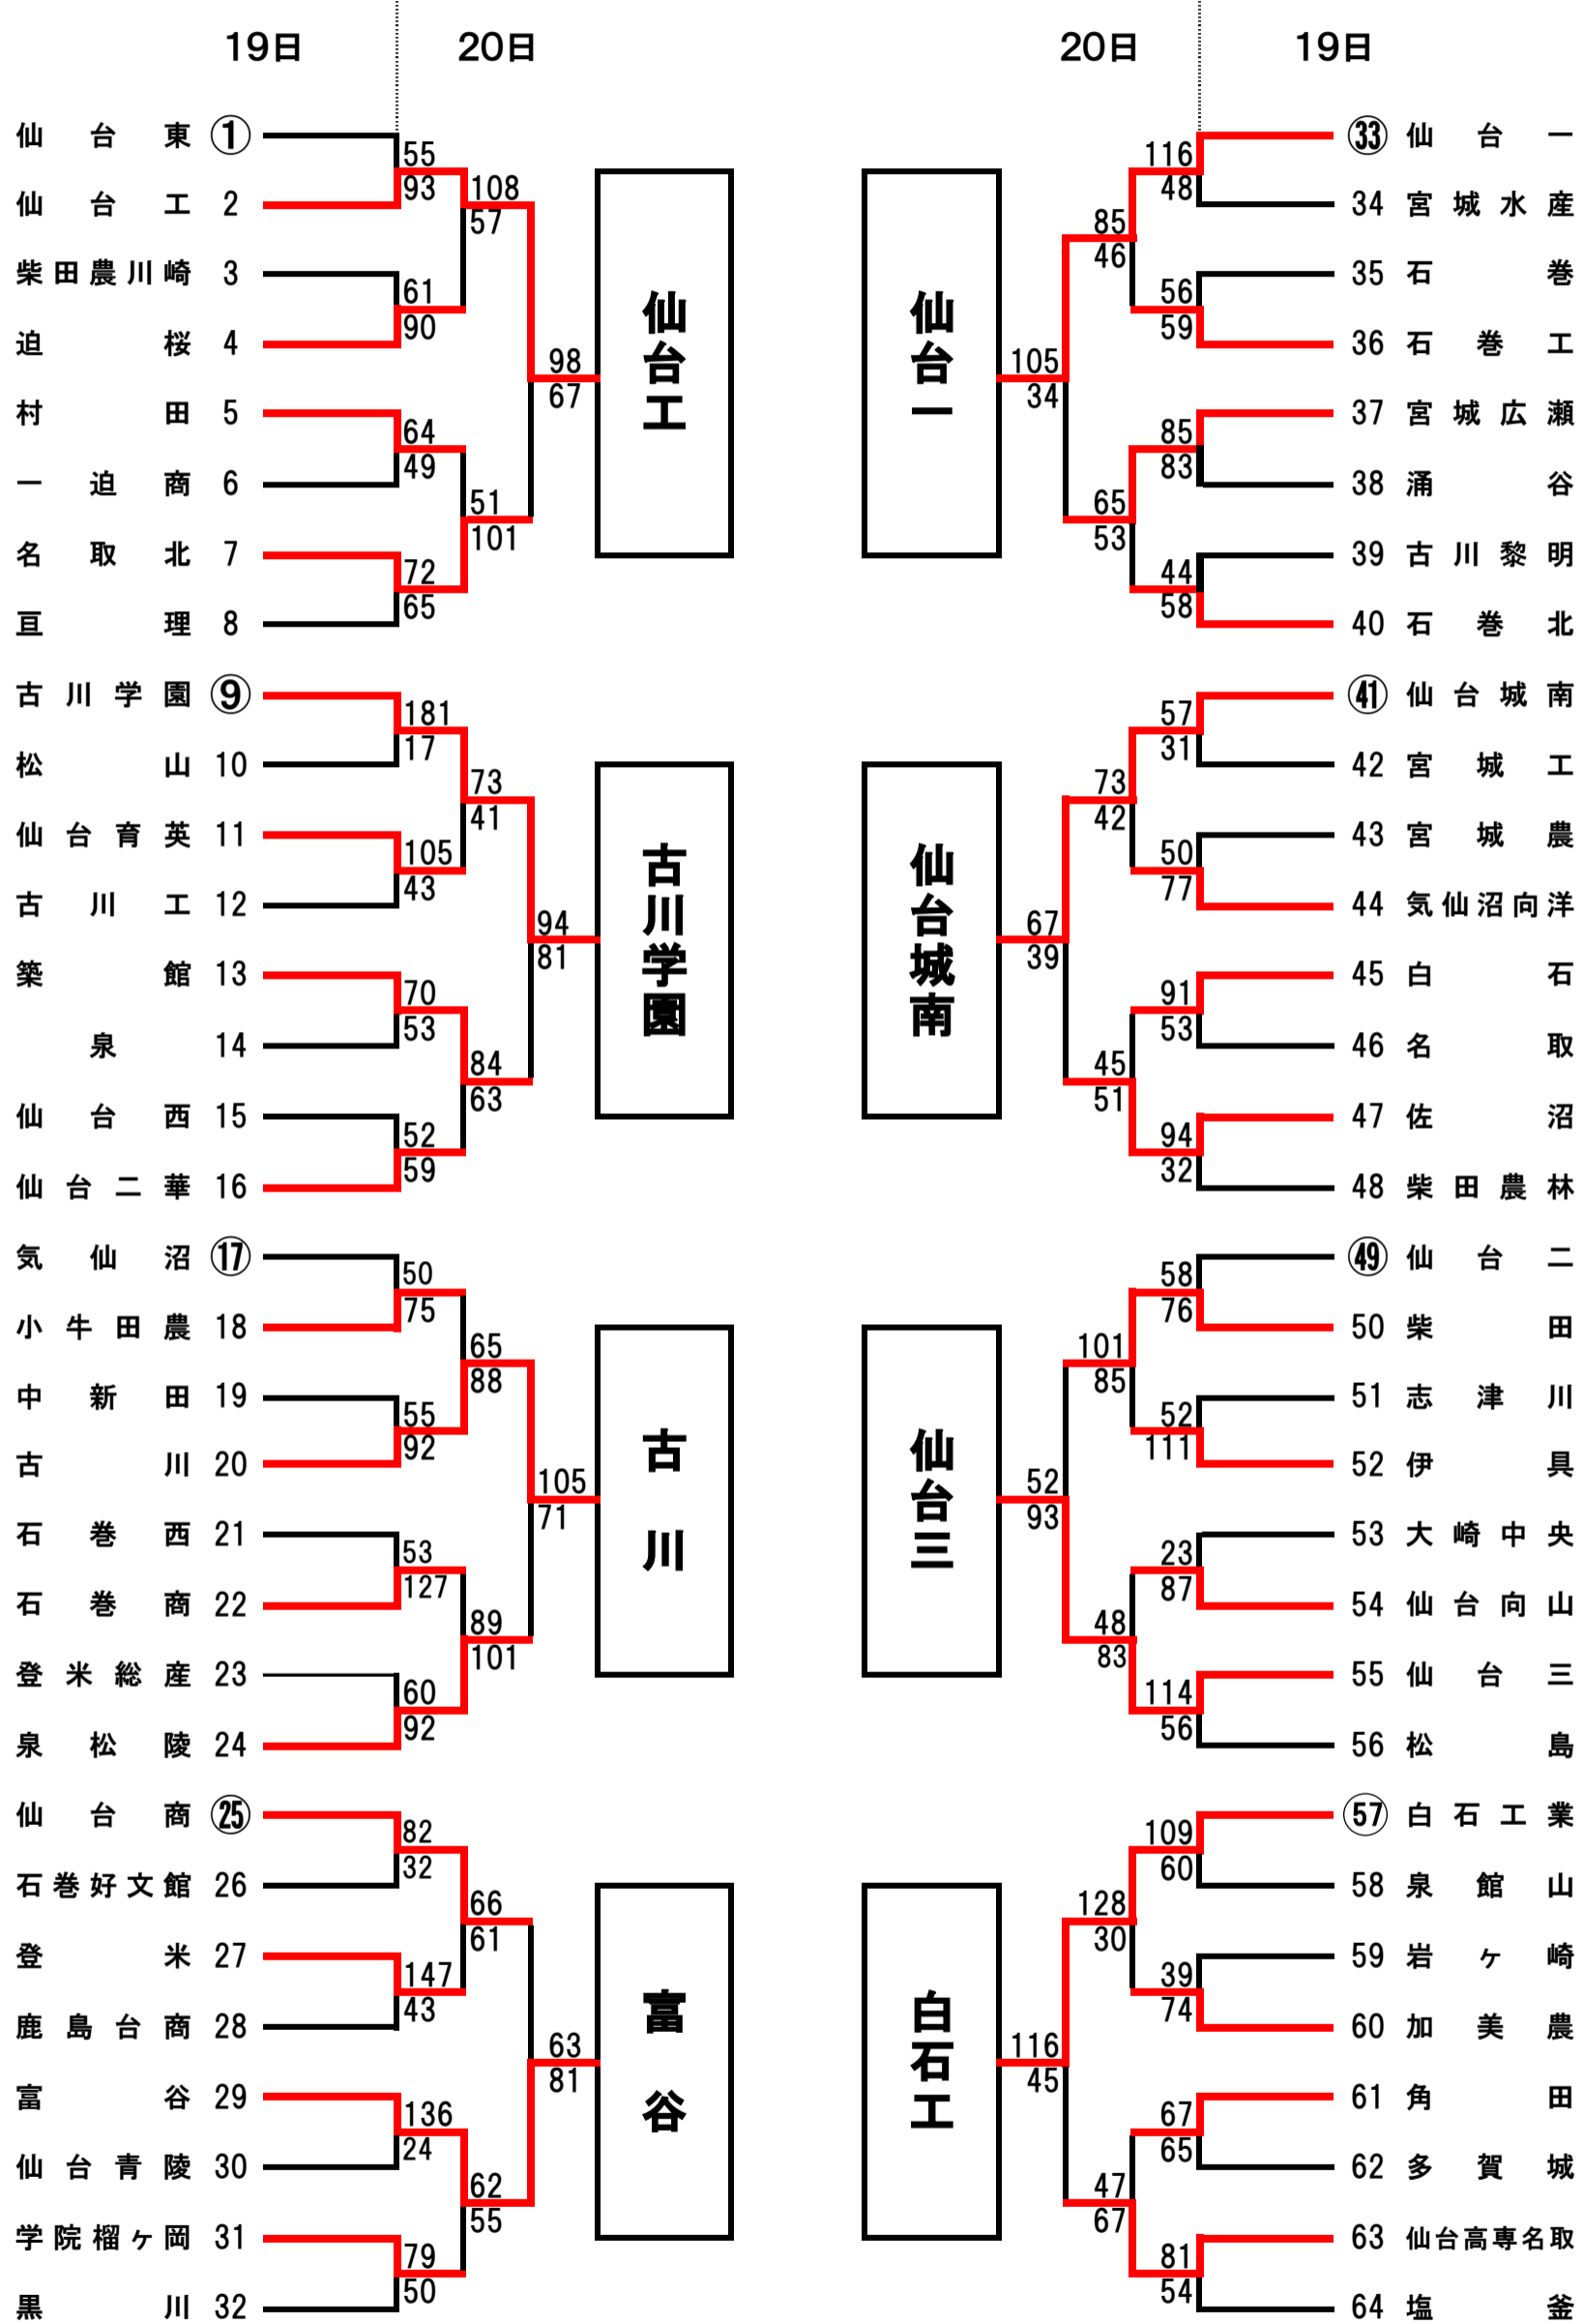 19日 20日 20日 19日
仙台東 ①
55
93
仙台工 2
108
57
柴田農川崎 3
61
90
迫桜 4
98
67
村田 5
64
49
一迫商 6
51
101
名取北 7
72
65
亘理 8
仙台工
古川学園 ⑨
181
17
松山 10
73
41
仙台育英 11
105
43
古川工 12
94
81
築館 13
70
53
泉 14
84
63
仙台西 15
52
59
仙台二華 16
古川学園
気仙沼 ⑰
50
75
小牛田農 18
65
88
中新田 19
55
92
古川 20
105
71
石巻西 21
53
127
石巻商 22
89
101
登米総産 23
60
92
泉松陵 24
古川
仙台商 ㉕
82
32
石巻好文館 26
66
61
登米 27
147
43
鹿島台商 28
63
81
富谷 29
136
24
仙台青陵 30
62
55
学院榴ヶ岡 31
79
50
黒川 32
富谷
㉝ 仙台一
116
48
34 宮城水産
85
46
35 石巻
56
59
36 石巻工
105
34
37 宮城広瀬
85
83
38 涌谷
65
53
39 古川黎明
44
58
40 石巻北
仙台一
㊶ 仙台城南
57
31
42 宮城工
73
42
43 宮城農
50
77
44 気仙沼向洋
67
39
45 白石
91
53
46 名取
45
51
47 佐沼
94
32
48 柴田農林
仙台城南
㊾ 仙台二
58
76
50 柴田
101
85
51 志津川
52
111
52 伊具
52
93
53 大崎中央
23
87
54 仙台向山
48
83
55 仙台三
114
56
56 松島
仙台三
57 白石工業
109
60
58 泉館山
128
30
59 岩ヶ崎
39
74
60 加美農
116
45
61 角田
67
65
62 多賀城
47
67
63 仙台高専名取
81
54
64 塩釜
白石工